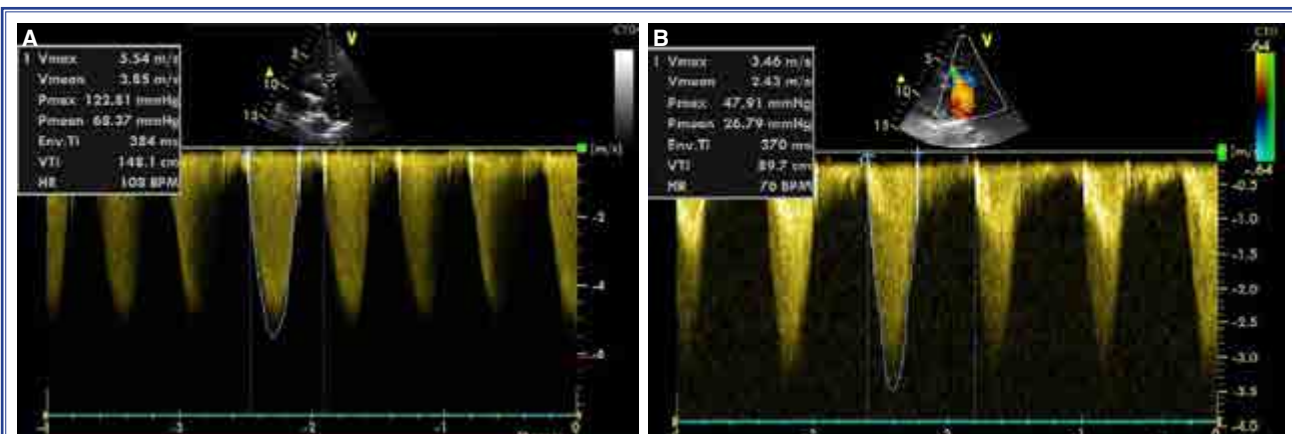 A
V
5
10
15
1 Vmax 5.54 m/s
Vmean 3.85 m/s
Pmax 122.81 mmHg
Pmean 68.37 mmHg
Env.Ti 384 ms
VTI 148.1 cm
HR 108 BPM
[m/s]
-2
-4
-6
-3
-2
0
B
V
5
10
15
.64
.64
1 Vmax 3.46 m/s
Vmean 2.43 m/s
Pmax 47.91 mmHg
Pmean 26.79 mmHg
Env.Ti 370 ms
VTI 89.7 cm
HR 70 BPM
-0.5
-1.0
-1.5
-2.0
-2.5
-3.0
-3.5
-4.0
0